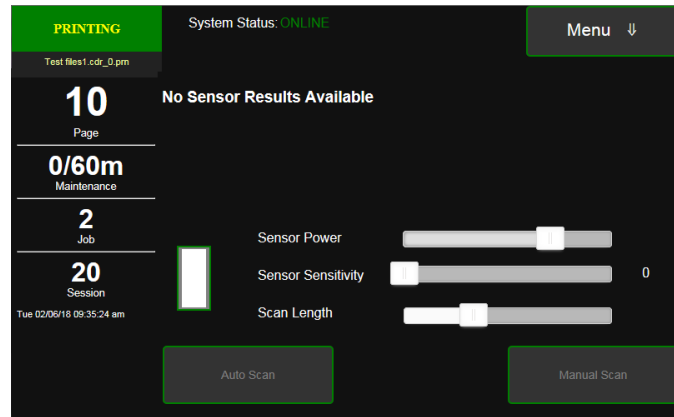 PRINTING
System Status: ONLINE
Menu ⇓
Test files1.cdr_0.prn
10
Page
No Sensor Results Available
0/60m
Maintenance
2
Job
20
Session
Tue 02/06/18 09:35:24 am
Sensor Power
Sensor Sensitivity
0
Scan Length
Auto Scan
Manual Scan